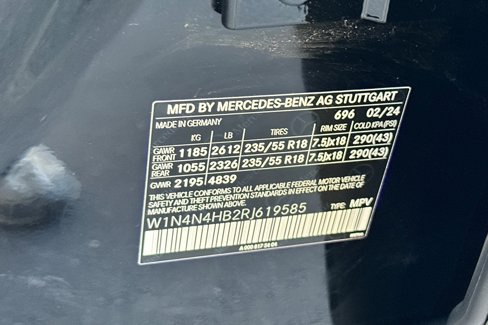 MFD BY MERCEDES-BENZ AG STUTTGART
MADE IN GERMANY 696 02/24
KG LB TIRES RIM SIZE COLD KPA (PSI)
GAWR FRONT 1185 2612 235/55 R18 7.5Jx18 290(43)
GAWR REAR 1055 2326 235/55 R18 7.5Jx18 290(43)
GVWR 2195 4839
THIS VEHICLE CONFORMS TO ALL APPLICABLE FEDERAL MOTOR VEHICLE
SAFETY AND THEFT PREVENTION STANDARDS IN EFFECT ON THE DATE OF
MANUFACTURE SHOWN ABOVE.
W1N4N4HB2RJ619585 TYPE: MPV